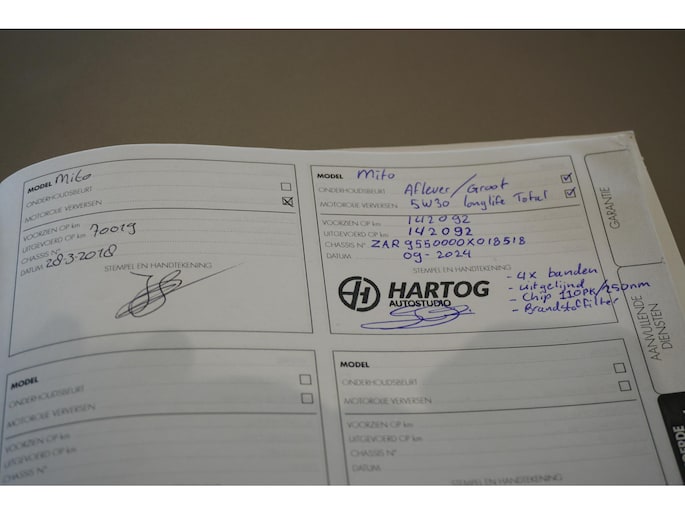 MODEL Mito
ONDERHOUDSBEURT
MOTOROLIE VERVERSEN
VOORZIEN OP km
UITGEVOERD OP km 70019
CHASSIS N°
DATUM 28-3-2018
STEMPEL EN HANDTEKENING
MODEL Mito
ONDERHOUDSBEURT Aflever/Groot
MOTOROLIE VERVERSEN 5W30 longlife Total
VOORZIEN OP km 142092
UITGEVOERD OP km 142092
CHASSIS N° ZAR9550000X018518
DATUM 09-2024
STEMPEL EN HANDTEKENING
HARTOG
AUTOSTUDIO
- 4x banden
- uitgelijnd
- Chip 110PK/250nm
- Brandstoffilter
MODEL
ONDERHOUDSBEURT
MOTOROLIE VERVERSEN
VOORZIEN OP km
UITGEVOERD OP km
CHASSIS N°
STEMPEL EN HANDTEKENING
MODEL
ONDERHOUDSBEURT
MOTOROLIE VERVERSEN
VOORZIEN OP km
UITGEVOERD OP km
CHASSIS N°
DATUM
STEMPEL EN HANDTEKENING
GARANTIE
AANVULLENDE
DIENSTEN